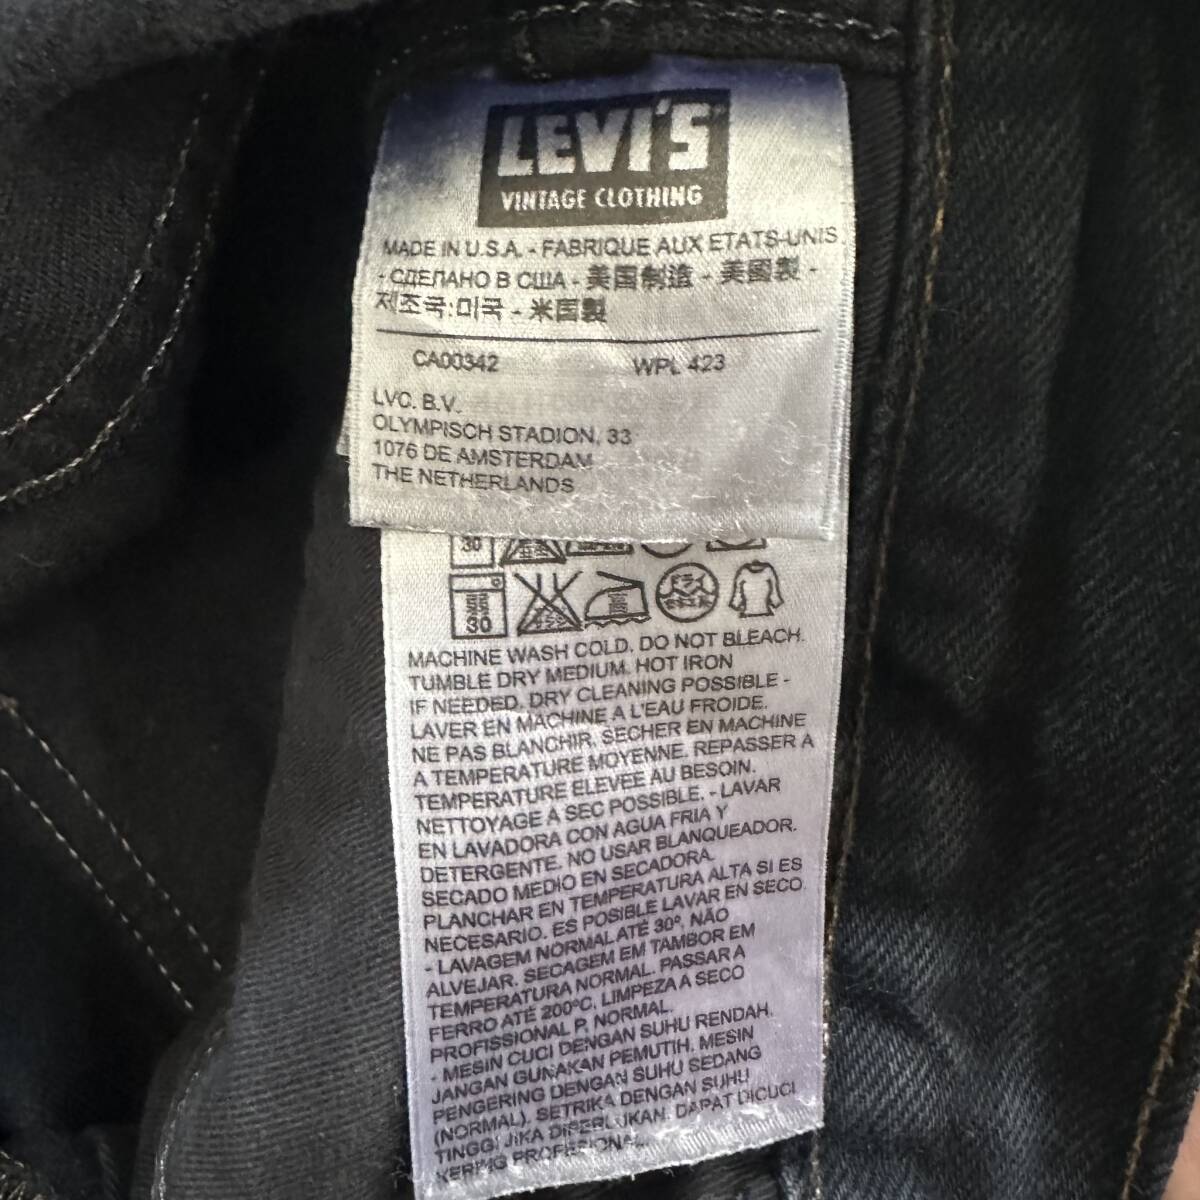 LEVI'S
VINTAGE CLOTHING
MADE IN U.S.A. - FABRIQUE AUX ETATS-UNIS
- СДЕЛАНО В США - 美国制造 - 美國製 -
제조국:미국 - 米国製
CA00342 WPL 423
LVC. B.V.
OLYMPISCH STADION, 33
1076 DE AMSTERDAM
THE NETHERLANDS
30
30 ドライ
MACHINE WASH COLD. DO NOT BLEACH.
TUMBLE DRY MEDIUM. HOT IRON
IF NEEDED. DRY CLEANING POSSIBLE -
LAVER EN MACHINE A L'EAU FROIDE.
NE PAS BLANCHIR. SECHER EN MACHINE
A TEMPERATURE MOYENNE. REPASSER A
TEMPERATURE ELEVEE AU BESOIN.
NETTOYAGE A SEC POSSIBLE. - LAVAR
EN LAVADORA CON AGUA FRIA Y
DETERGENTE. NO USAR BLANQUEADOR.
SECADO MEDIO EN SECADORA.
PLANCHAR EN TEMPERATURA ALTA SI ES
NECESARIO. ES POSIBLE LAVAR EN SECO.
- LAVAGEM NORMAL ATÉ 30º. NÃO
ALVEJAR. SECAGEM EM TAMBOR EM
TEMPERATURA NORMAL. PASSAR A
FERRO ATÉ 200ºC. LIMPEZA A SECO
PROFISSIONAL P, NORMAL.
- MESIN CUCI DENGAN SUHU RENDAH.
JANGAN GUNAKAN PEMUTIH. MESIN
PENGERING DENGAN SUHU SEDANG
(NORMAL). SETRIKA DENGAN SUHU
TINGGI JIKA DIPERLUKAN. DAPAT DICUCI
KERING PROFESIONAL.